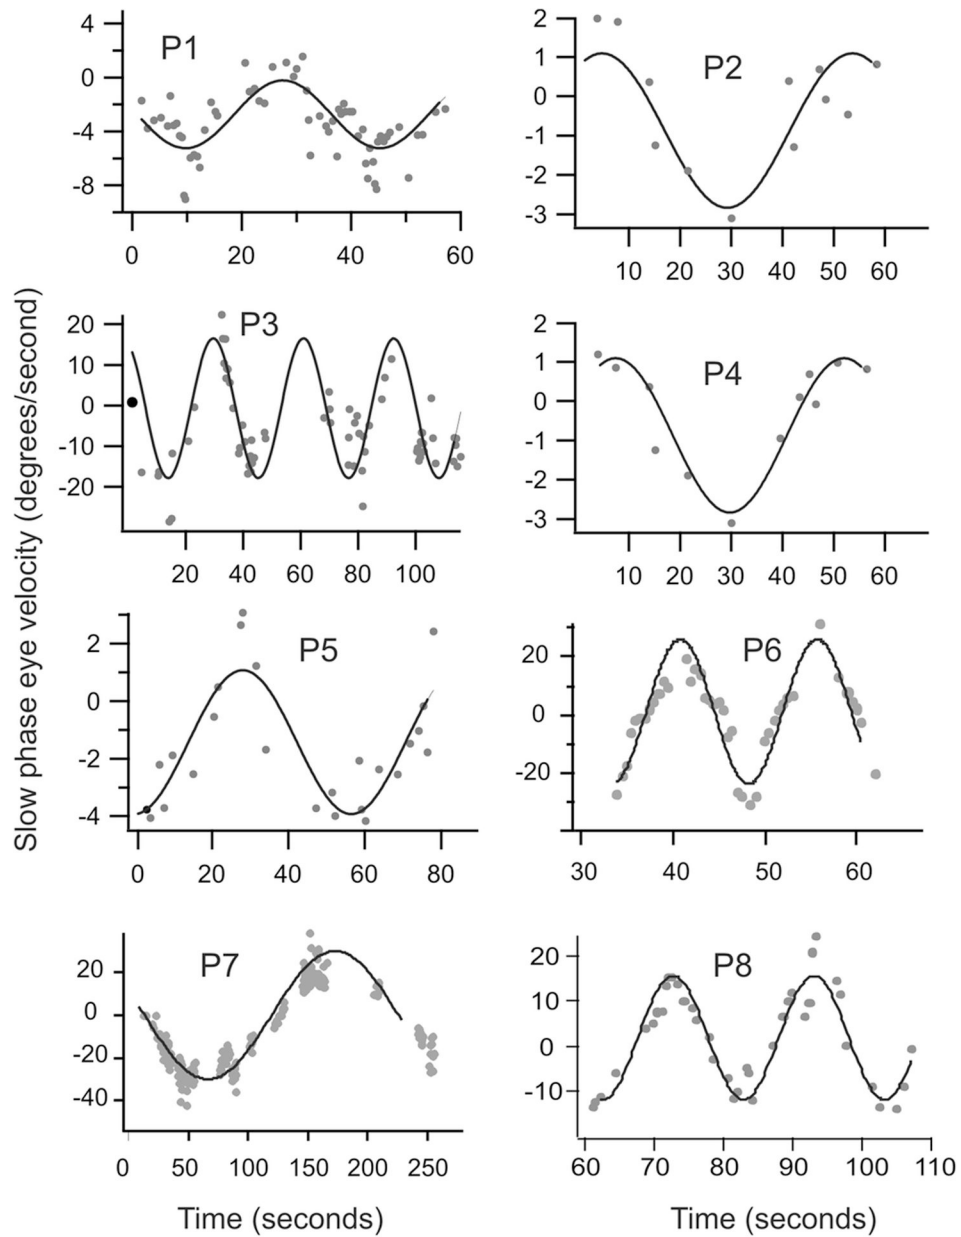 Slow phase eye velocity (degrees/second)
P1
4
0
-4
-8
0 20 40 60
P2
2
1
0
-1
-2
-3
10 20 30 40 50 60
P3
20
10
0
-10
-20
20 40 60 80 100
P4
2
1
0
-1
-2
-3
10 20 30 40 50 60
P5
2
0
-2
-4
0 20 40 60 80
P6
20
0
-20
30 40 50 60
P7
20
0
-20
-40
0 50 100 150 200 250
Time (seconds)
P8
20
10
0
-10
60 70 80 90 100 110
Time (seconds)